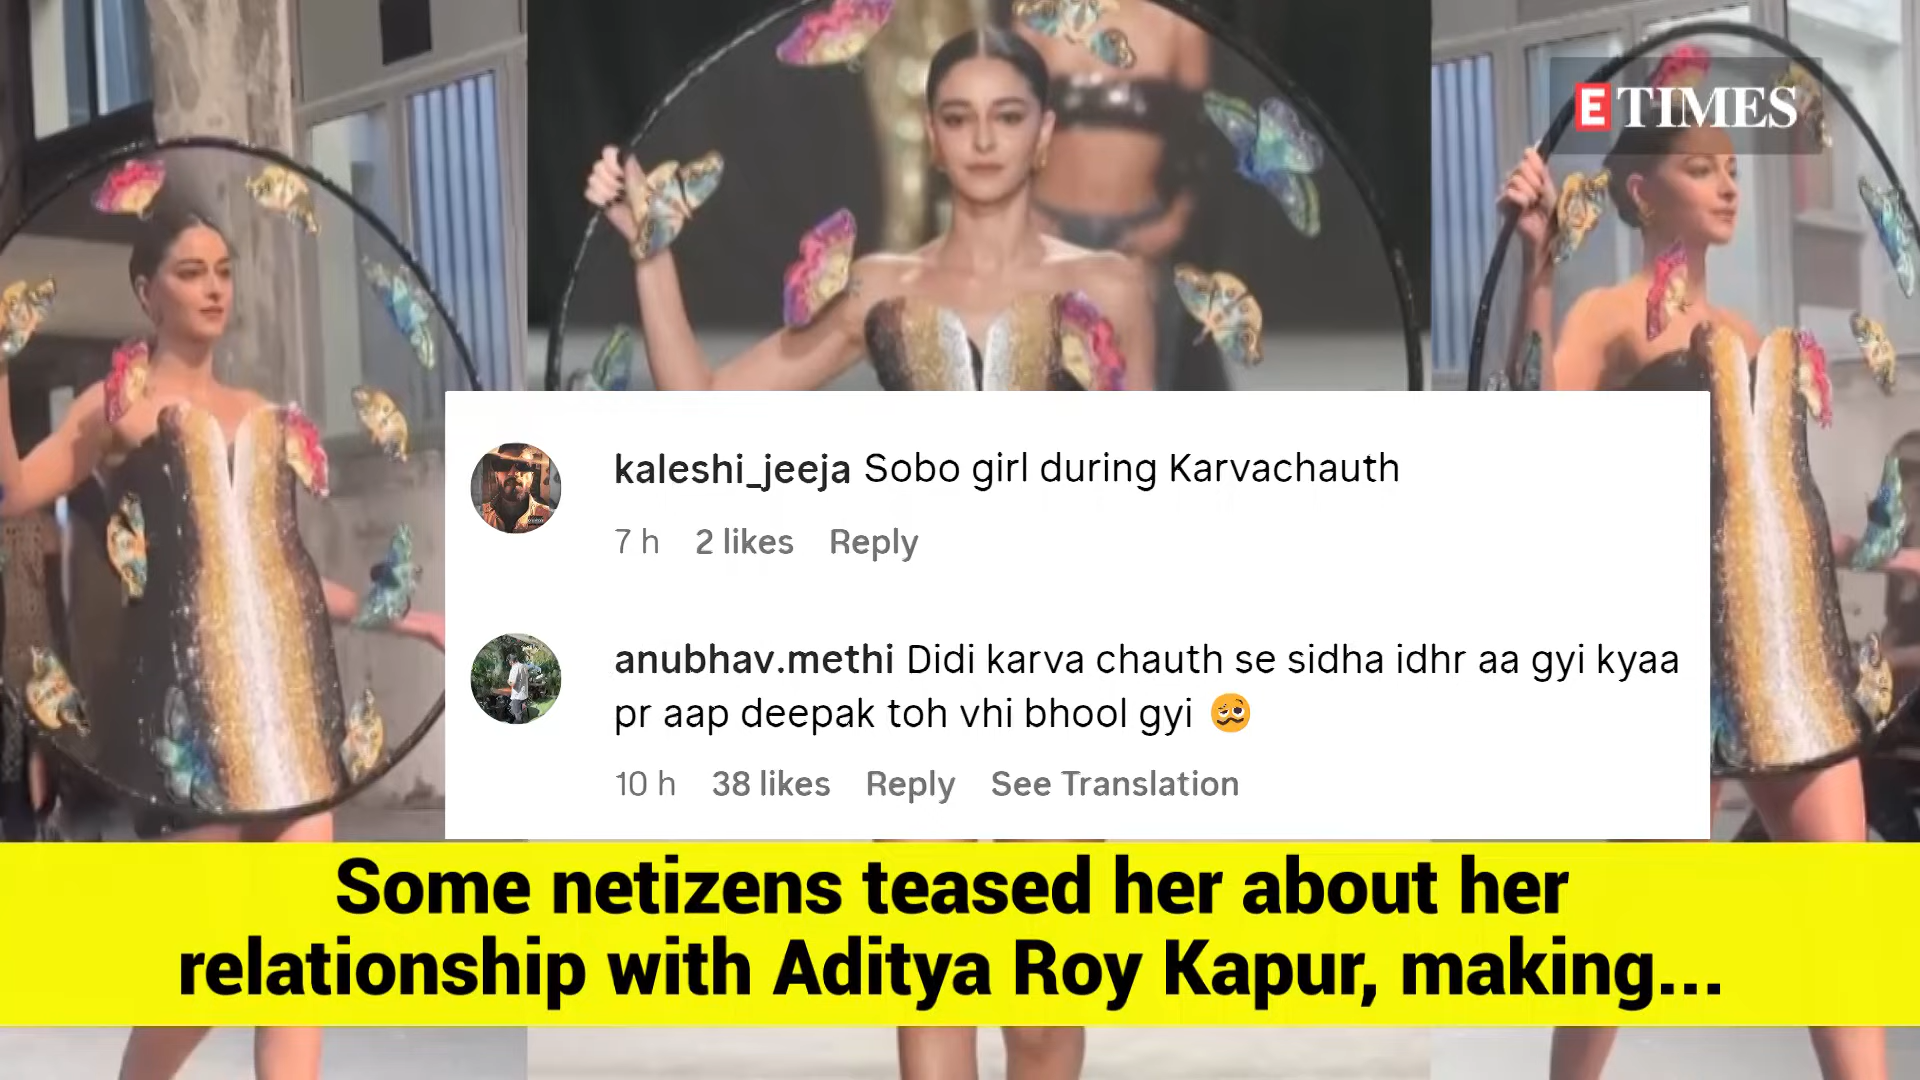 ETIMES
kaleshi_jeeja Sobo girl during Karvachauth
7 h 2 likes Reply
anubhav.methi Didi karva chauth se sidha idhr aa gyi kyaa
pr aap deepak toh vhi bhool gyi 🥴
10 h 38 likes Reply See Translation
Some netizens teased her about her
relationship with Aditya Roy Kapur, making...